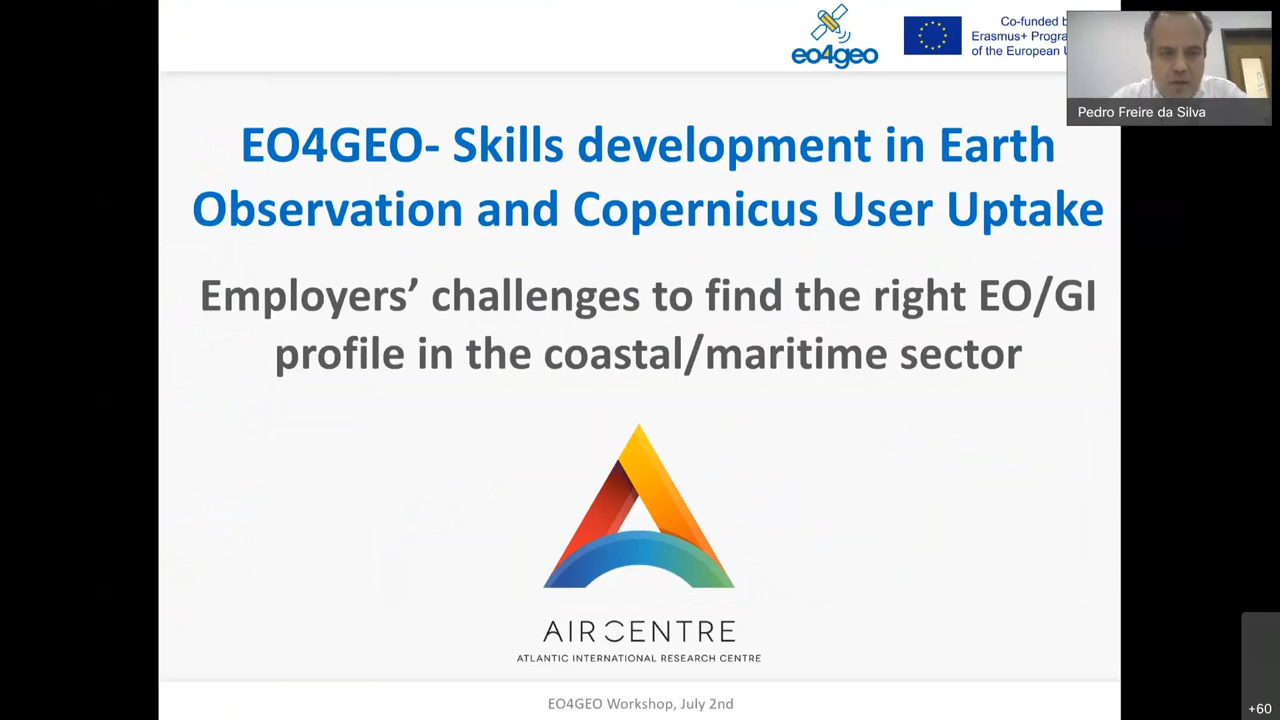 eo4geo
Co-funded b
Erasmus+ Progra
of the European U
Pedro Freire da Silva
EO4GEO- Skills development in Earth
Observation and Copernicus User Uptake
Employers’ challenges to find the right EO/GI
profile in the coastal/maritime sector
AIR CENTRE
ATLANTIC INTERNATIONAL RESEARCH CENTRE
EO4GEO Workshop, July 2nd
+60